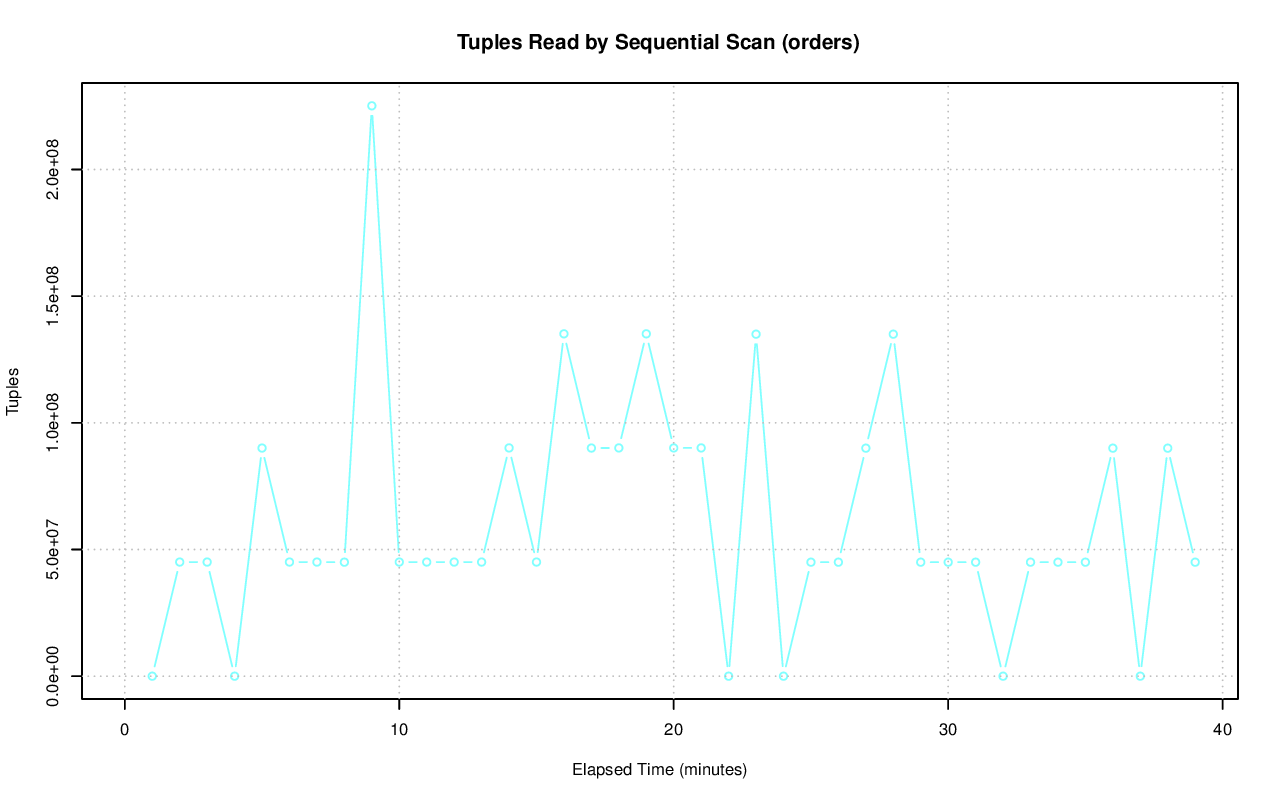 Tuples Read by Sequential Scan (orders)
2.0e+08
1.5e+08
1.0e+08
5.0e+07
0.0e+00
Tuples
0 10 20 30 40
Elapsed Time (minutes)